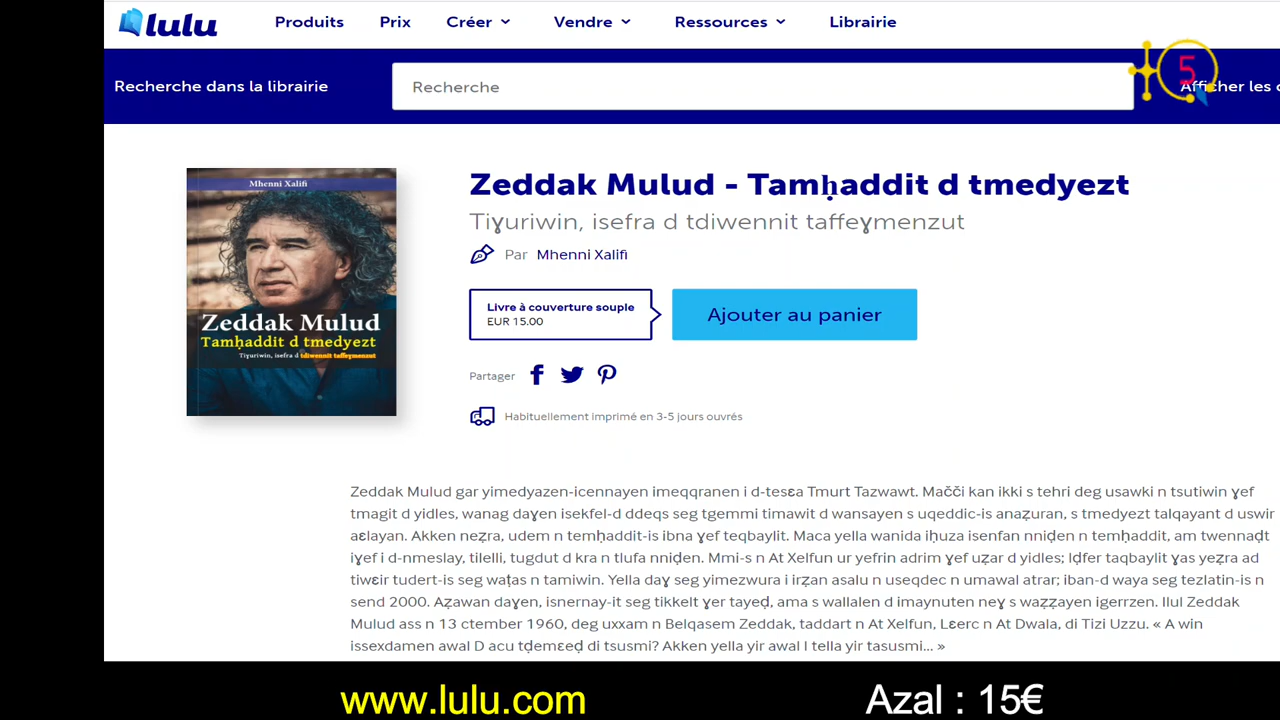 lulu
Produits Prix Créer Vendre Ressources Librairie
Recherche dans la librairie Recherche Afficher les
5
Mhenni Xalifi
Zeddak Mulud
Tamḥaddit d tmedyezt
Tiɣuriwin, isefra d tdiwennit taffeɣmenzut
Zeddak Mulud - Tamḥaddit d tmedyezt
Tiɣuriwin, isefra d tdiwennit taffeɣmenzut
Par Mhenni Xalifi
Livre à couverture souple
EUR 15.00
Ajouter au panier
Partager
Habituellement imprimé en 3-5 jours ouvrés
Zeddak Mulud gar yimedyazen-icennayen imeqqranen i d-tesɛa Tmurt Tazwawt. Mačči kan ikki s tehri deg usawki n tsutiwin ɣef
tmagit d yidles, wanag daɣen isekfel-d ddeqs seg tgemmi timawit d wansayen s uqeddic-is anaẓuran, s tmedyezt talqayant d uswir
aɛlayan. Akken neẓra, udem n temḥaddit-is ibna ɣef teqbaylit. Maca yella wanida iḥuza isenfan nniḍen n temḥaddit, am twennaḍt
iɣef i d-nmeslay, tilelli, tugdut d kra n tlufa nniḍen. Mmi-s n At Xelfun ur yefrin adrim ɣef uẓar d yidles; Iḍfer taqbaylit ɣas yeẓra ad
tiwɛir tudert-is seg waṭas n tamiwin. Yella daɣ seg yimezwura i irẓan asalu n useqdec n umawal atrar; iban-d waya seg tezlatin-is n
send 2000. Aẓawan daɣen, isnernay-it seg tikkelt ɣer tayeḍ, ama s wallalen d imaynuten neɣ s waẓẓayen igerrzen. Ilul Zeddak
Mulud ass n 13 ctember 1960, deg uxxam n Belqasem Zeddak, taddart n At Xelfun, Lɛerc n At Dwala, di Tizi Uzzu. « A win
issexdamen awal D acu tḍemɛeḍ di tsusmi? Akken yella yir awal I tella yir tasusmi... »
www.lulu.com Azal : 15€